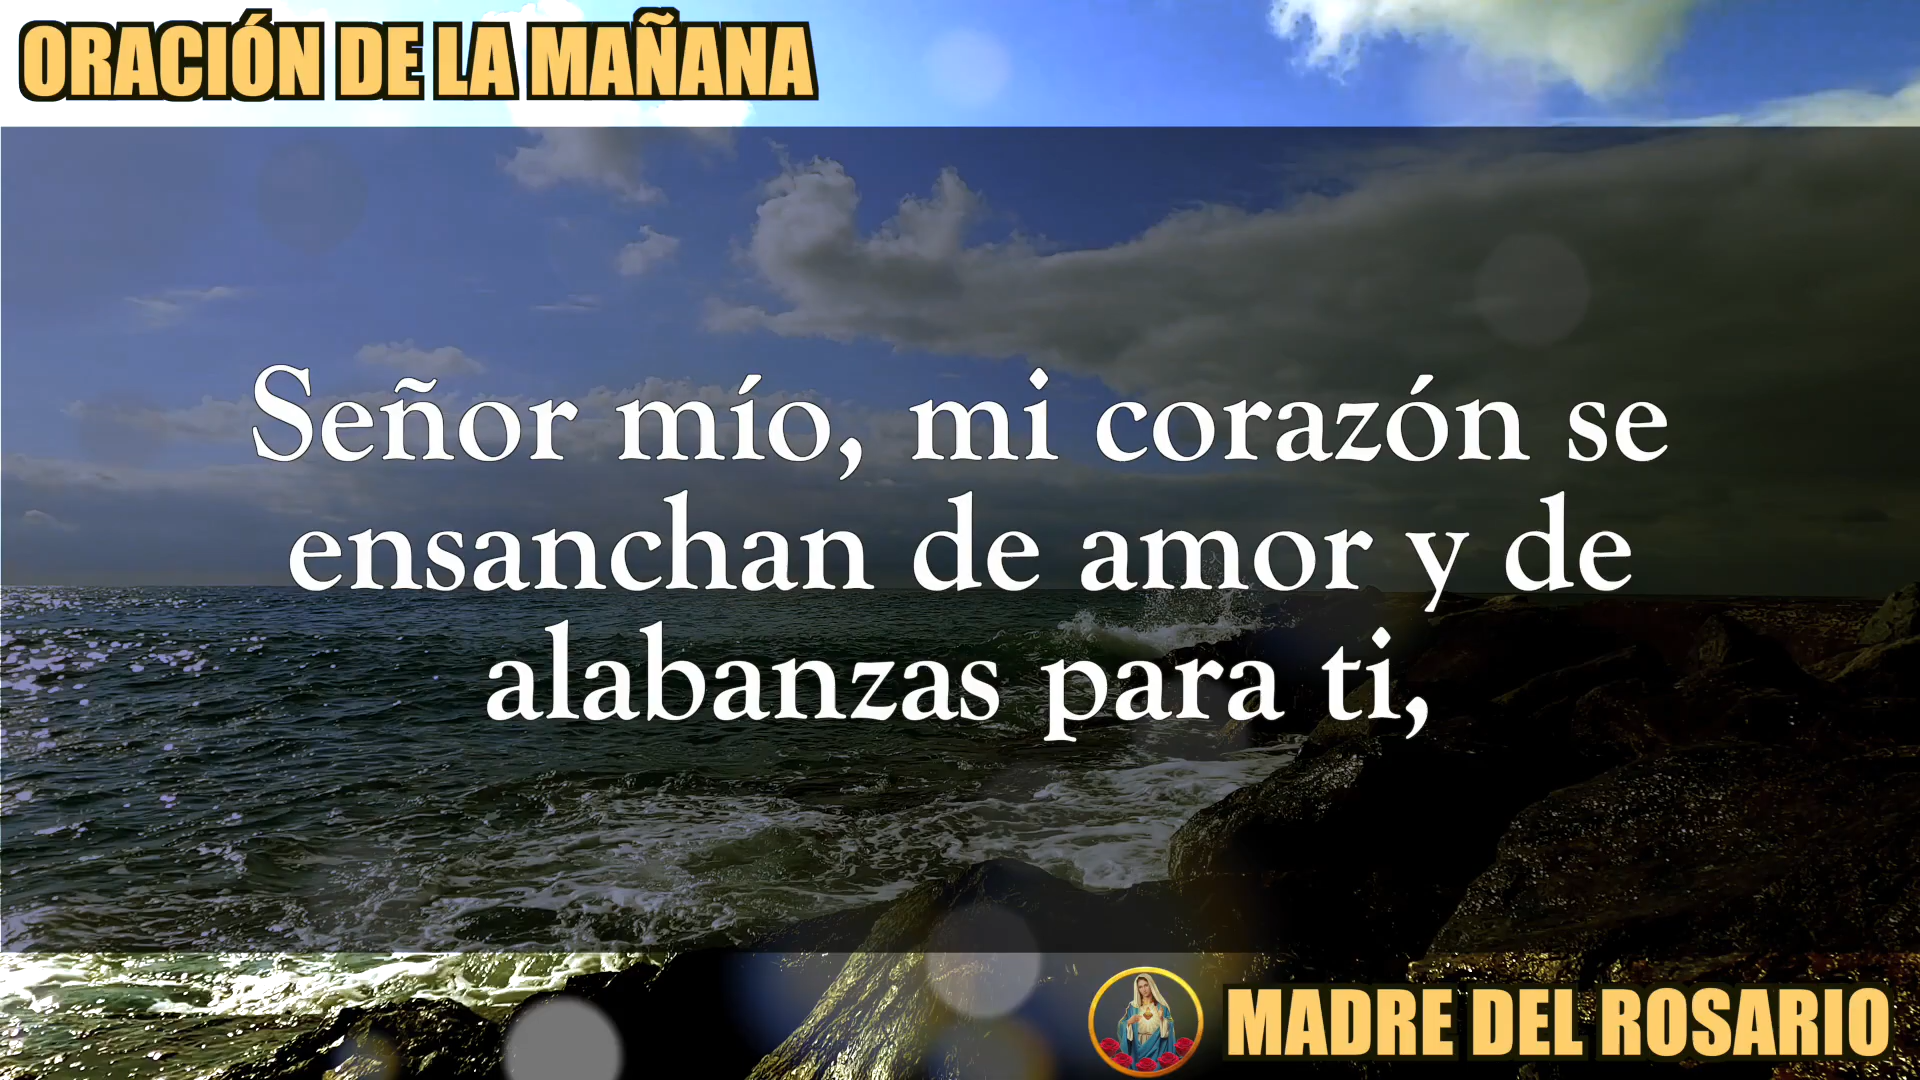 ORACIÓN DE LA MAÑANA
Señor mío, mi corazón se
ensanchan de amor y de
alabanzas para ti,
MADRE DEL ROSARIO